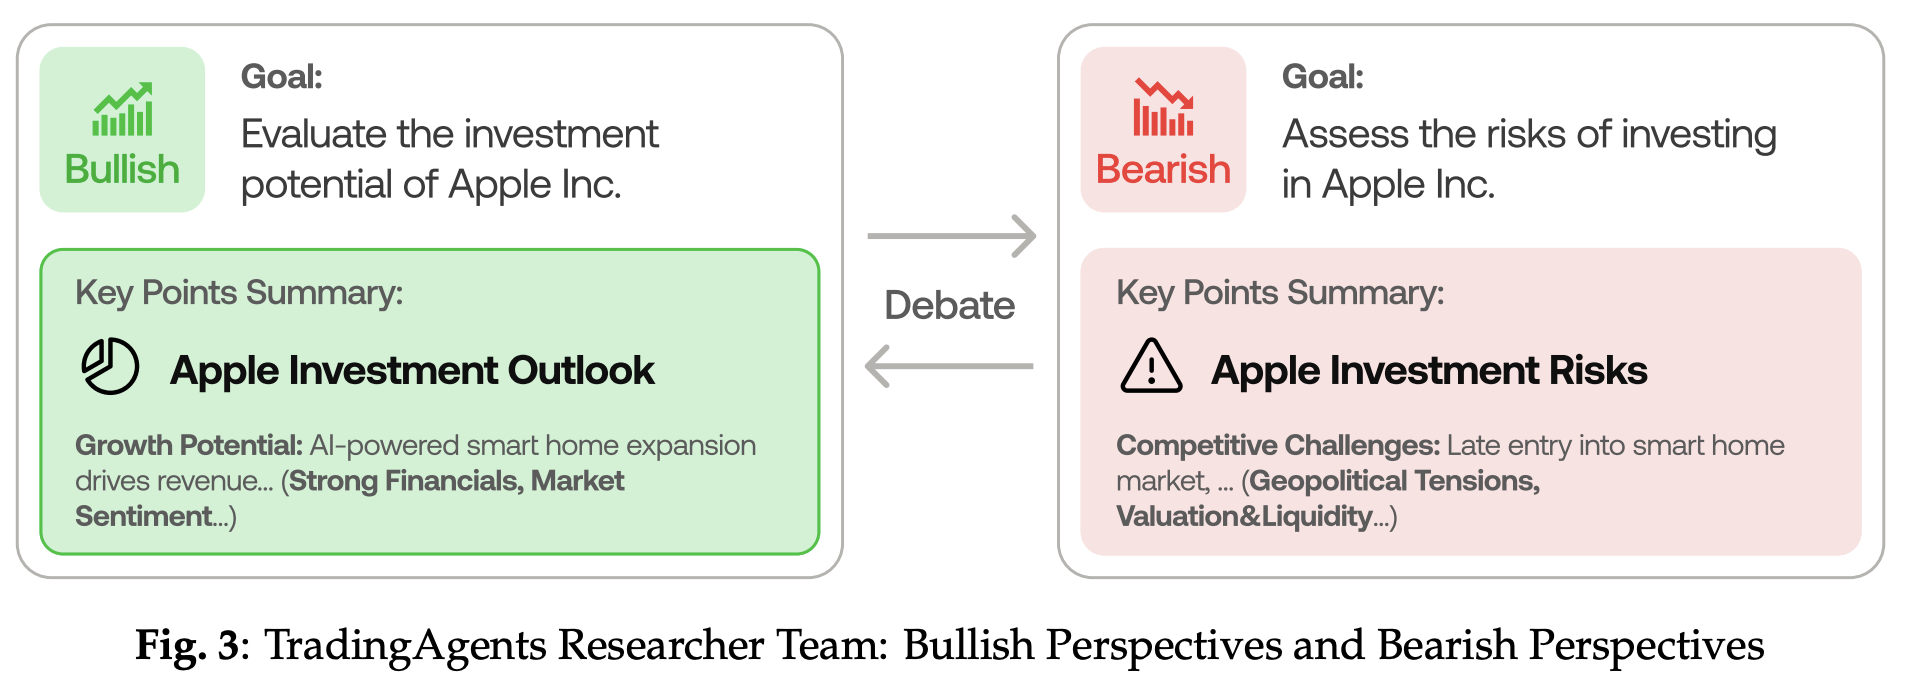 Bullish
Goal:
Evaluate the investment
potential of Apple Inc.
Key Points Summary:
Apple Investment Outlook
Growth Potential: AI-powered smart home expansion
drives revenue... (Strong Financials, Market
Sentiment...)
Debate
Bearish
Goal:
Assess the risks of investing
in Apple Inc.
Key Points Summary:
Apple Investment Risks
Competitive Challenges: Late entry into smart home
market, ... (Geopolitical Tensions,
Valuation&Liquidity...)
Fig. 3: TradingAgents Researcher Team: Bullish Perspectives and Bearish Perspectives